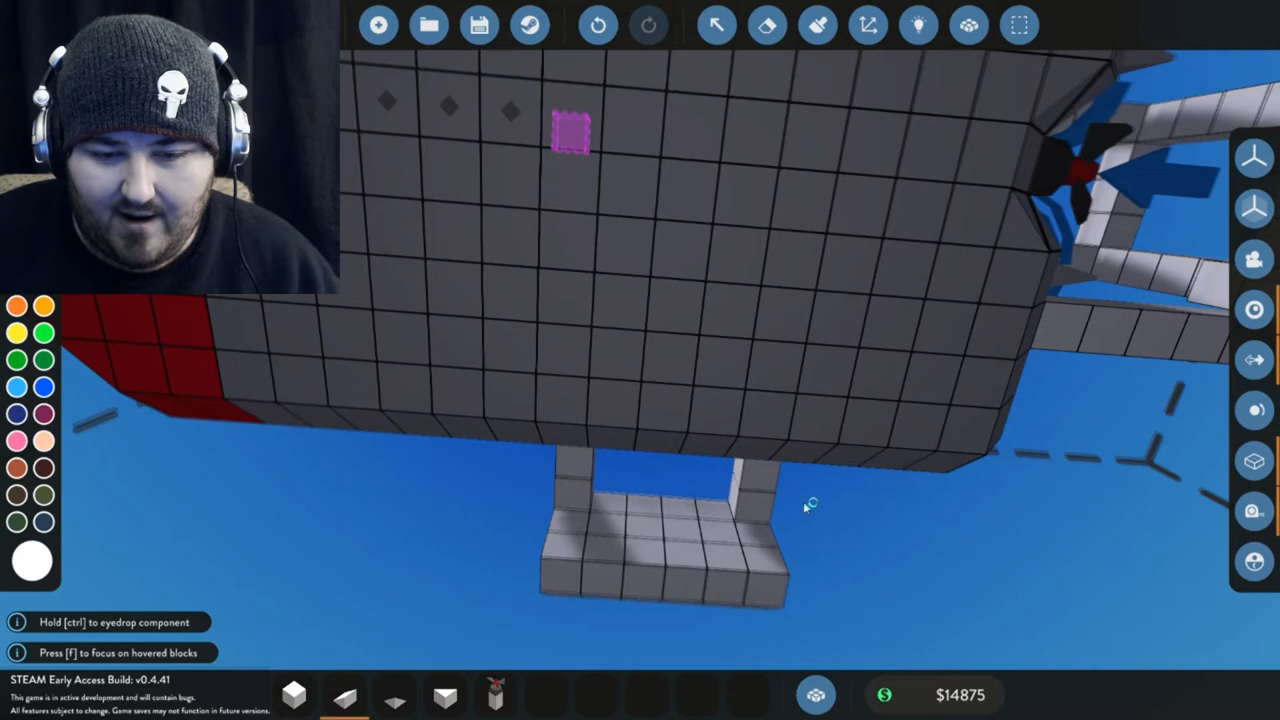 Hold [ctrl] to eyedrop component
Press [f] to focus on hovered blocks
STEAM Early Access Build: v0.4.41
This game is in active development and will contain bugs.
All features subject to change. Game saves may not function in future versions.
$14875